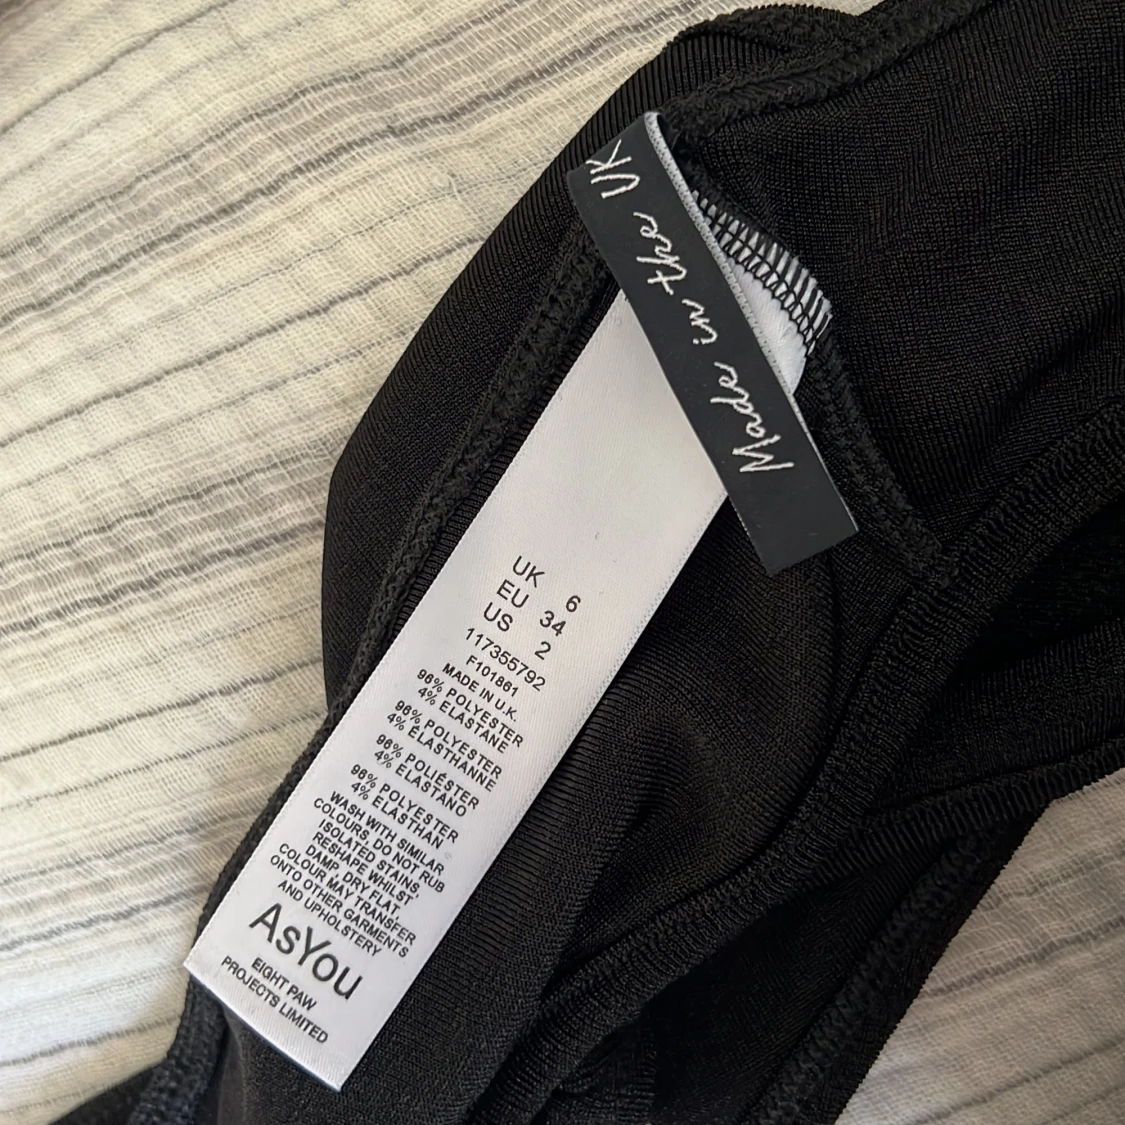 Made in the UK
UK 6
EU 34
US 2
117355792
F101861
MADE IN U.K.
96% POLYESTER
4% ELASTANE
96% POLYESTER
4% ÉLASTHANNE
96% POLIÉSTER
4% ELASTANO
96% POLYESTER
4% ELASTHAN
WASH WITH SIMILAR
COLOURS, DO NOT RUB
ISOLATED STAINS
RESHAPE WHILST
DAMP, DRY FLAT.
COLOUR MAY TRANSFER
ONTO OTHER GARMENTS
AND UPHOLSTERY
AsYou
EIGHT PAW
PROJECTS LIMITED